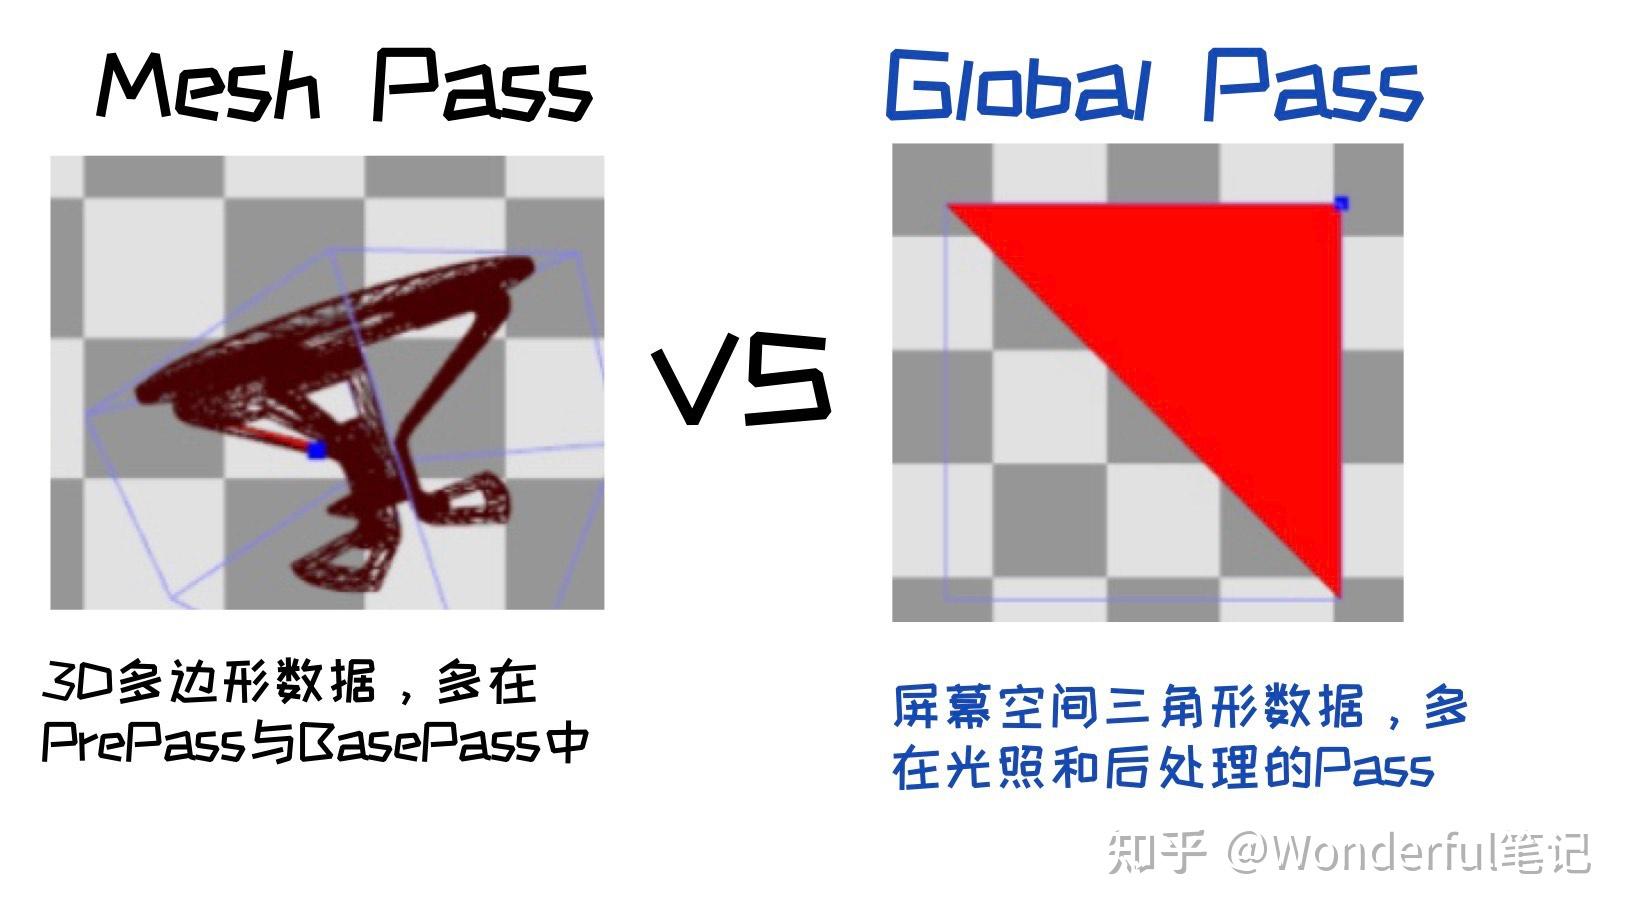 Mesh Pass
Global Pass
VS
3D多边形数据，多在
PrePass与BasePass中
屏幕空间三角形数据，多
在光照和后处理的Pass
知乎 @Wonderful笔记